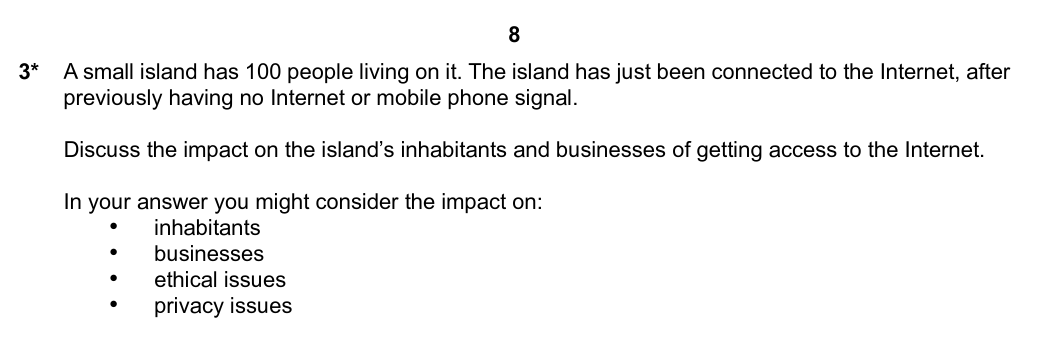 8
3* A small island has 100 people living on it. The island has just been connected to the Internet, after
previously having no Internet or mobile phone signal.
Discuss the impact on the island’s inhabitants and businesses of getting access to the Internet.
In your answer you might consider the impact on:
• inhabitants
• businesses
• ethical issues
• privacy issues